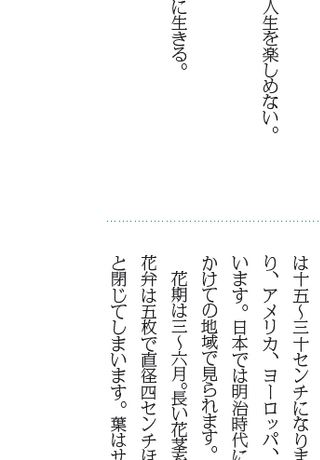 人生を楽しめない。
に生きる。
は十五～三十センチになりま
り、アメリカ、ヨーロッパ、
います。日本では明治時代に
かけての地域で見られます。
花期は三～六月。長い花茎を
花弁は五枚で直径四センチほ
と閉じてしまいます。葉はサ